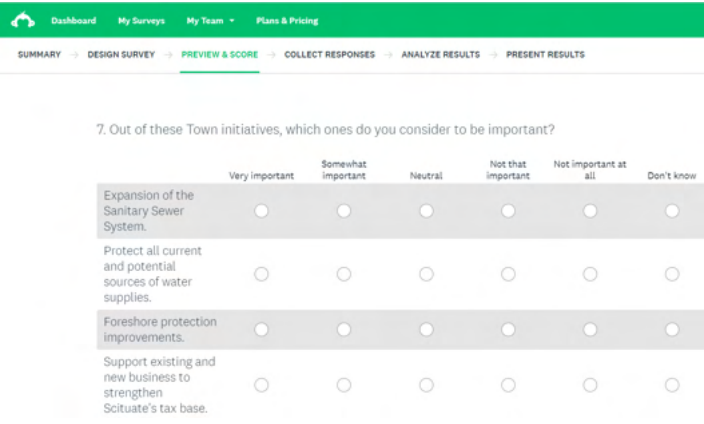 Dashboard My Surveys My Team Plans & Pricing
SUMMARY → DESIGN SURVEY → PREVIEW & SCORE → COLLECT RESPONSES → ANALYZE RESULTS → PRESENT RESULTS
7. Out of these Town initiatives, which ones do you consider to be important?
Very important
Somewhat
important
Neutral
Not that
important
Not important at
all
Don't know
Expansion of the
Sanitary Sewer
System.
Protect all current
and potential
sources of water
supplies.
Foreshore protection
improvements.
Support existing and
new business to
strengthen
Scituate's tax base.